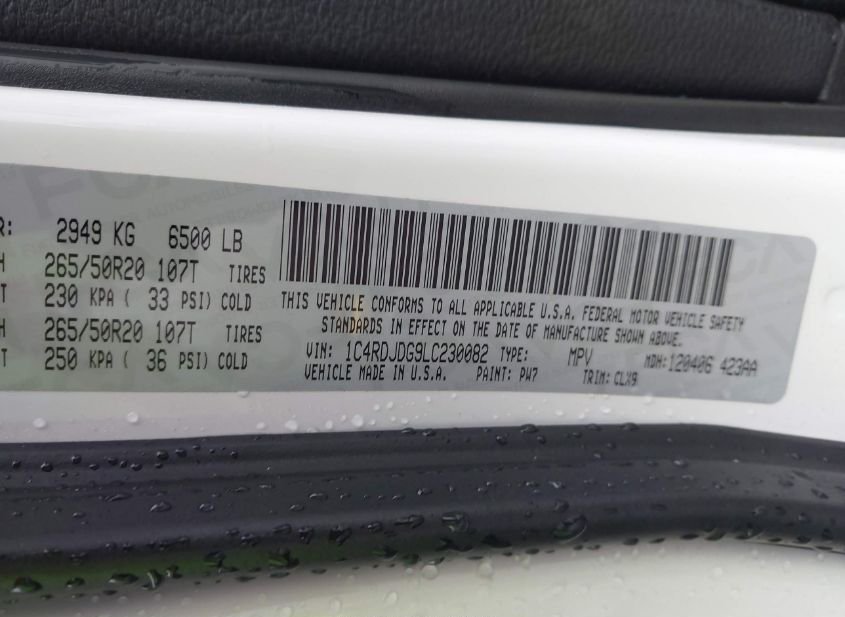 R: 2949 KG 6500 LB
H 265/50R20 107T TIRES
T 230 KPA ( 33 PSI) COLD
H 265/50R20 107T TIRES
T 250 KPA ( 36 PSI) COLD
THIS VEHICLE CONFORMS TO ALL APPLICABLE U.S.A. FEDERAL MOTOR VEHICLE SAFETY
STANDARDS IN EFFECT ON THE DATE OF MANUFACTURE SHOWN ABOVE.
VIN: 1C4RDJDG9LC230082 TYPE: MPV MDH:120406 423AA
VEHICLE MADE IN U.S.A. PAINT: PW7 TRIM: CLX9